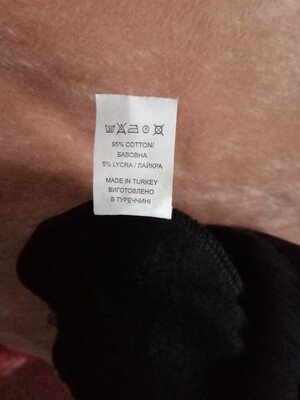 95% COTTON/
БАВОВНА
5% LYCRA / ЛАЙКРА
MADE IN TURKEY
ВИГОТОВЛЕНО
В ТУРЕЧЧИНІ